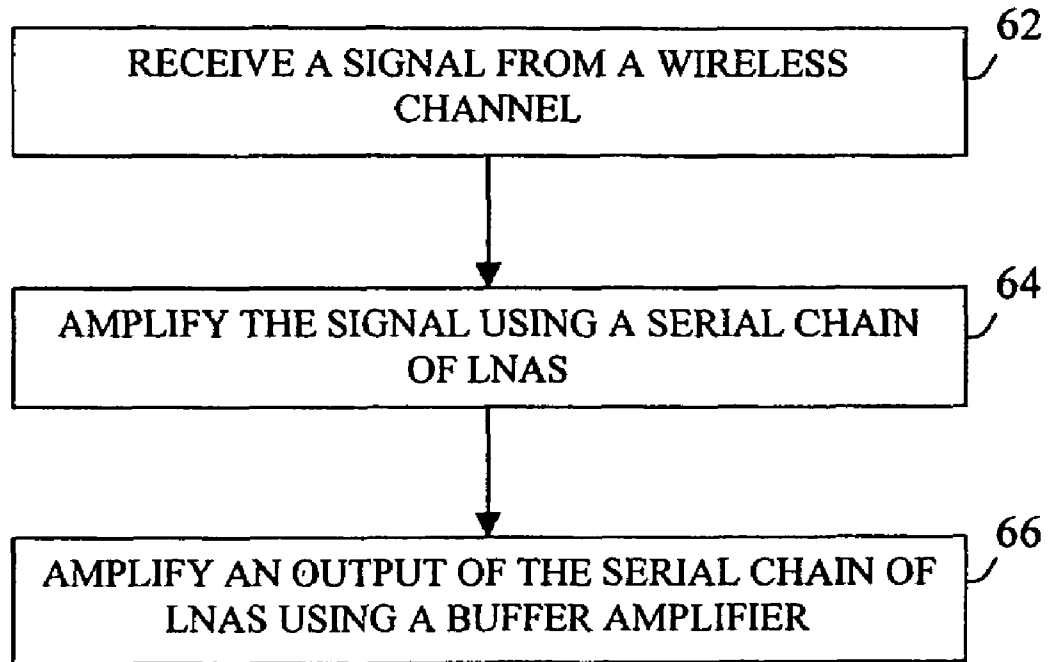 62
RECEIVE A SIGNAL FROM A WIRELESS
CHANNEL
64
AMPLIFY THE SIGNAL USING A SERIAL CHAIN
OF LNAS
66
AMPLIFY AN OUTPUT OF THE SERIAL CHAIN OF
LNAS USING A BUFFER AMPLIFIER